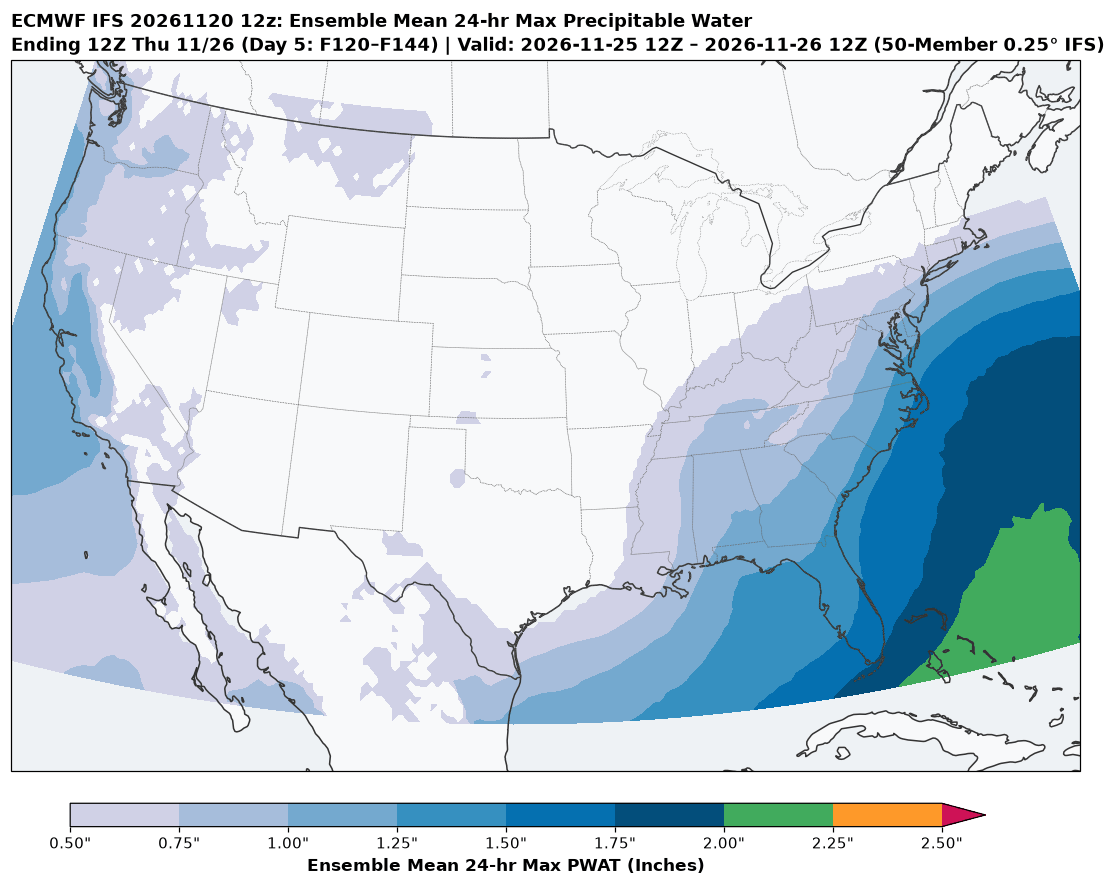 ECMWF IFS 20261120 12z: Ensemble Mean 24-hr Max Precipitable Water
Ending 12Z Thu 11/26 (Day 5: F120–F144) | Valid: 2026-11-25 12Z – 2026-11-26 12Z (50-Member 0.25° IFS)
0.50" 0.75" 1.00" 1.25" 1.50" 1.75" 2.00" 2.25" 2.50"
Ensemble Mean 24-hr Max PWAT (Inches)